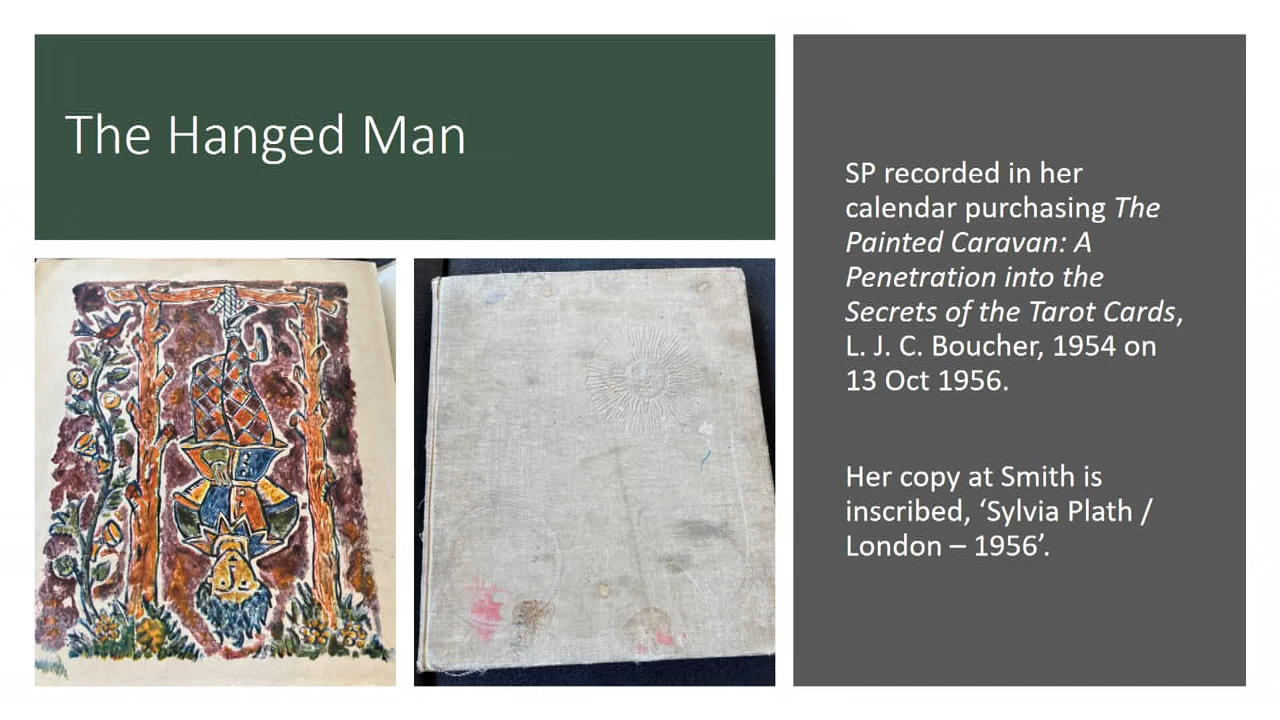 The Hanged Man
SP recorded in her
calendar purchasing The
Painted Caravan: A
Penetration into the
Secrets of the Tarot Cards,
L. J. C. Boucher, 1954 on
13 Oct 1956.
Her copy at Smith is
inscribed, ‘Sylvia Plath /
London – 1956’.